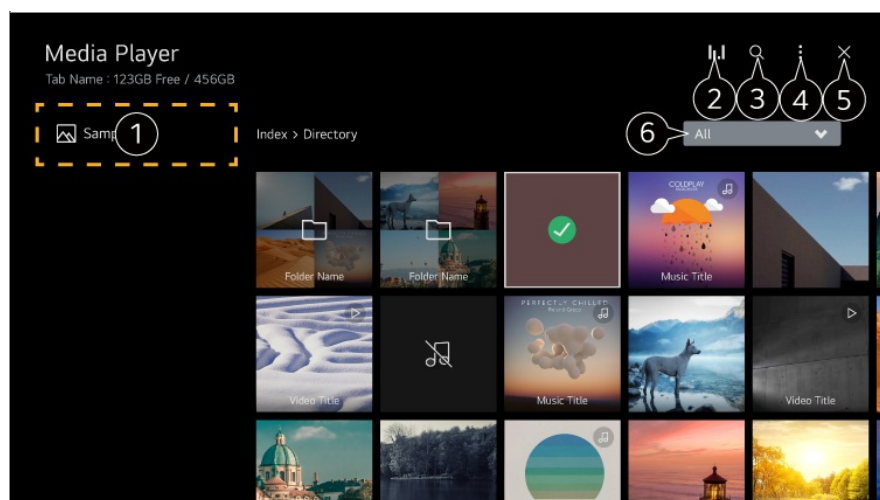 Media Player
Tab Name : 123GB Free / 456GB
2 3 4 5
Samp 1
Index > Directory
6
All
Folder Name
Folder Name
COLDPLAY
Music Title
Video Title
PERFECTLY CHILLED
Music Title
Video Title